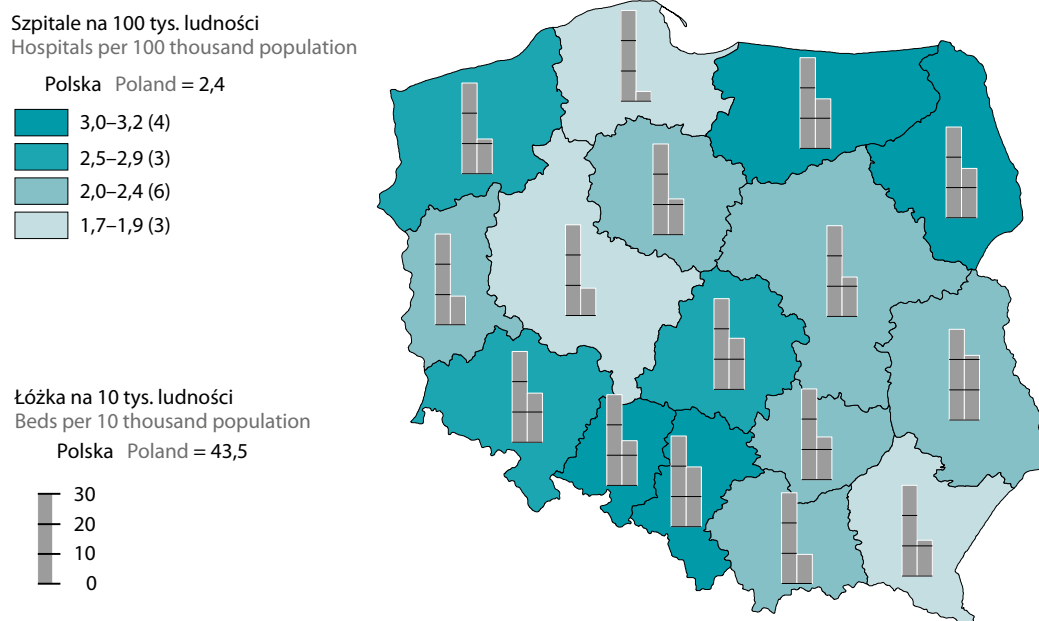 Szpitale na 100 tys. ludności
Hospitals per 100 thousand population
Polska Poland = 2,4
3,0–3,2 (4)
2,5–2,9 (3)
2,0–2,4 (6)
1,7–1,9 (3)
Łóżka na 10 tys. ludności
Beds per 10 thousand population
Polska Poland = 43,5
30
20
10
0